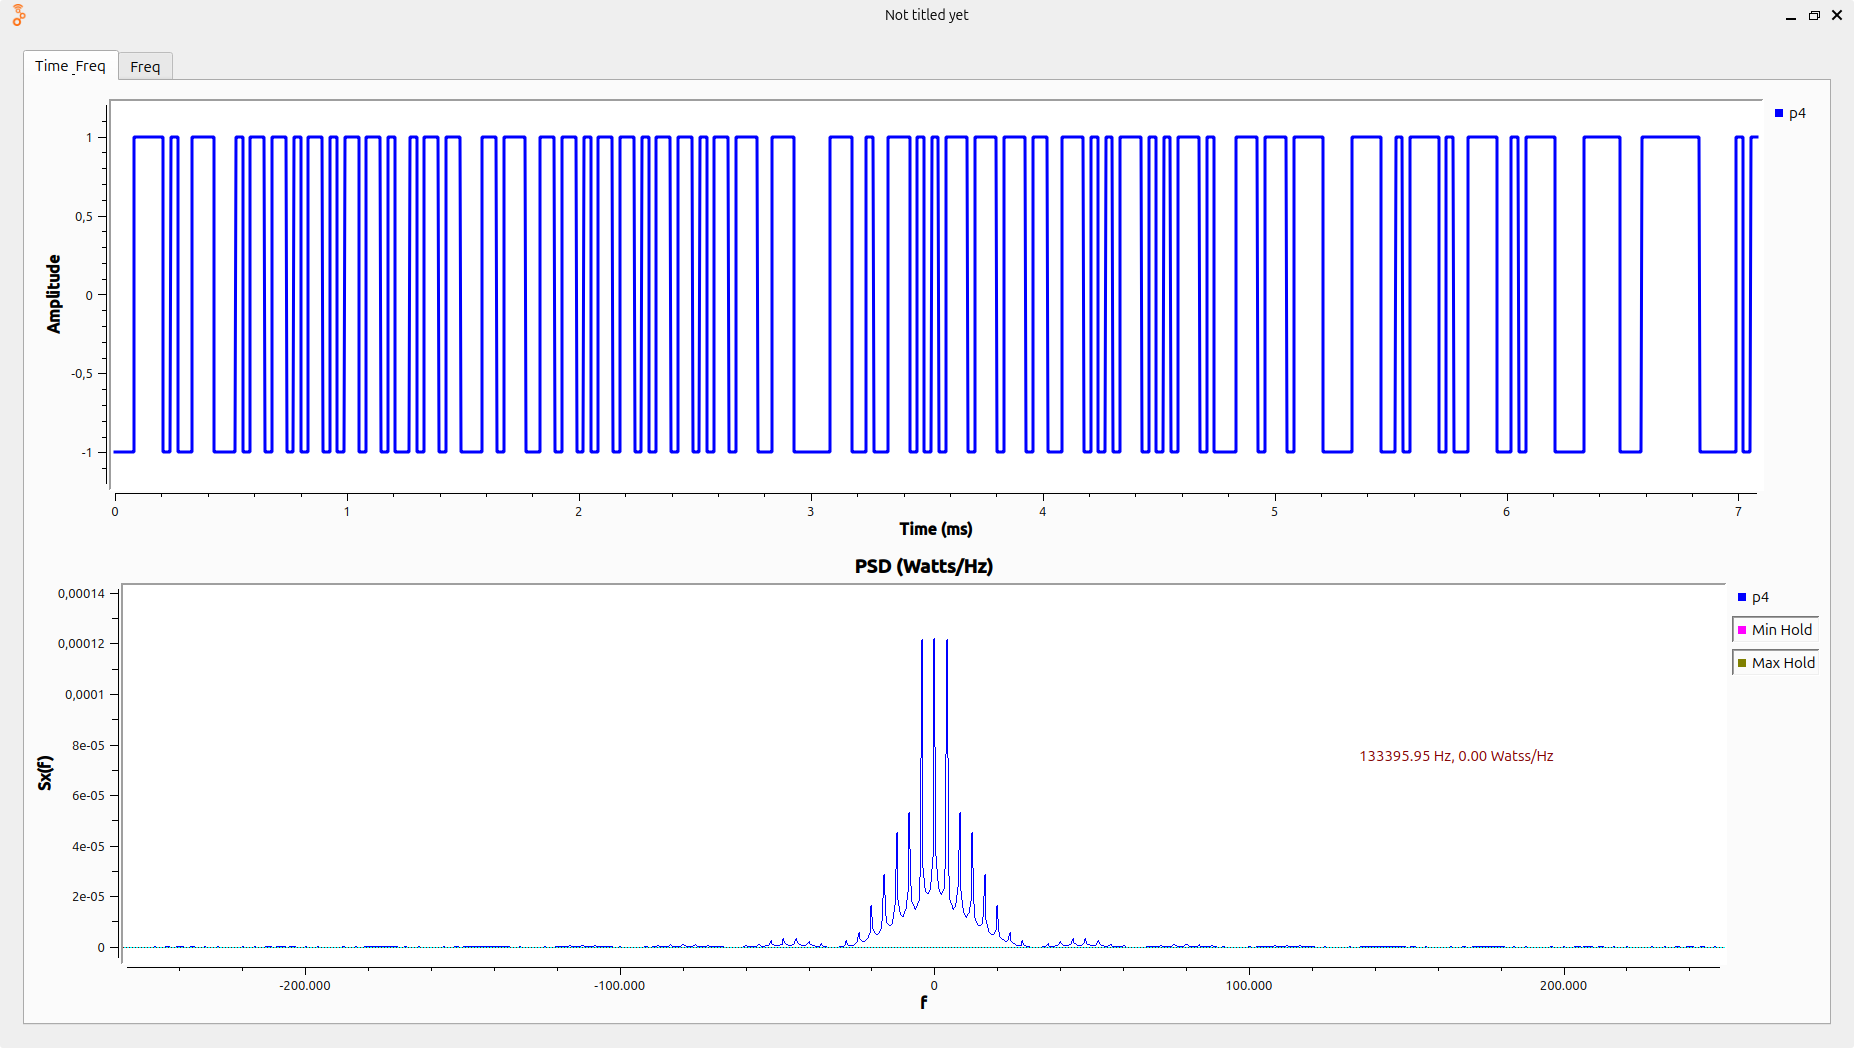 Not titled yet
Time_Freq
Freq
p4
1
0,5
0
-0,5
-1
Amplitude
0 1 2 3 4 5 6 7
Time (ms)
PSD (Watts/Hz)
p4
Min Hold
Max Hold
0,00014
0,00012
0,0001
8e-05
6e-05
4e-05
2e-05
0
Sx(f)
133395.95 Hz, 0.00 Watss/Hz
-200.000 -100.000 0 100.000 200.000
f